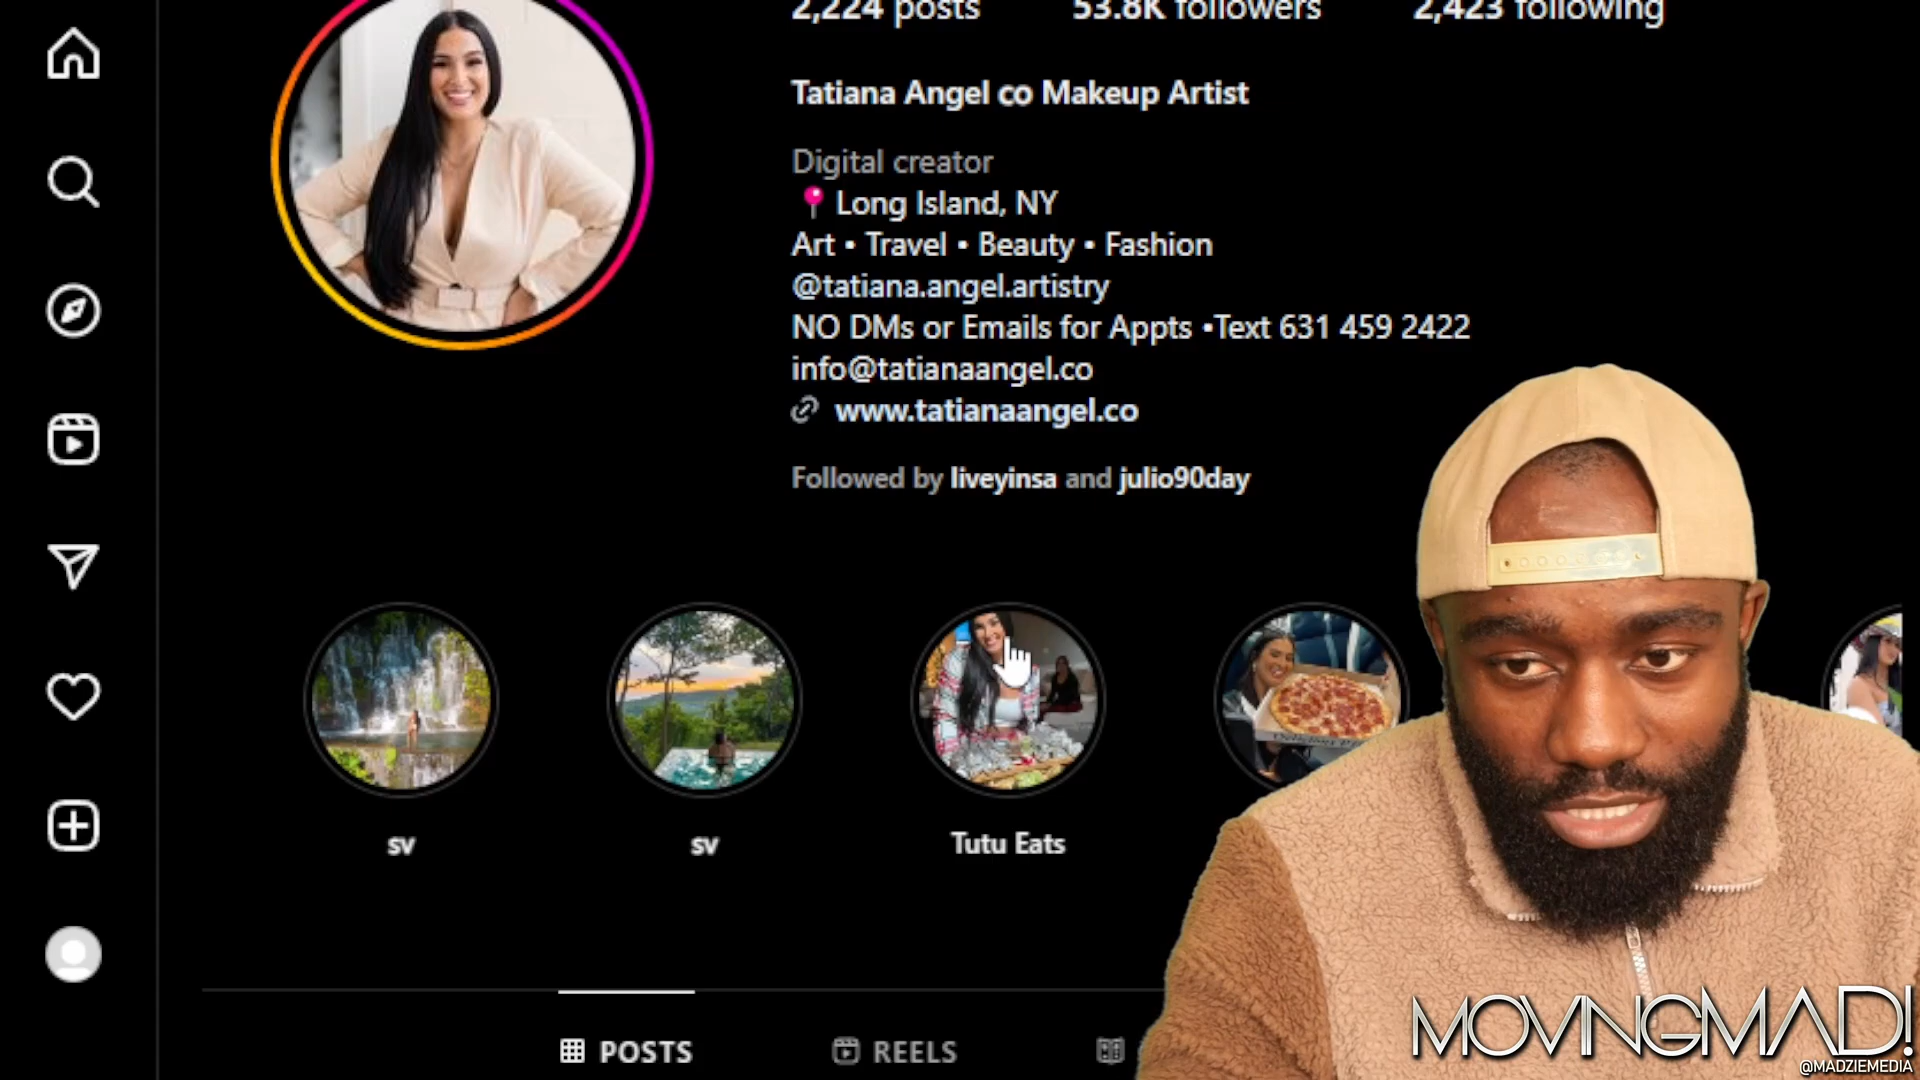 2,224 posts 53.8K followers 2,423 following
Tatiana Angel co Makeup Artist
Digital creator
📍 Long Island, NY
Art • Travel • Beauty • Fashion
@tatiana.angel.artistry
NO DMs or Emails for Appts •Text 631 459 2422
info@tatianaangel.co
www.tatianaangel.co
Followed by liveyinsa and julio90day
sv sv Tutu Eats
POSTS REELS
MOVINGMAD!
@MADZIEMEDIA